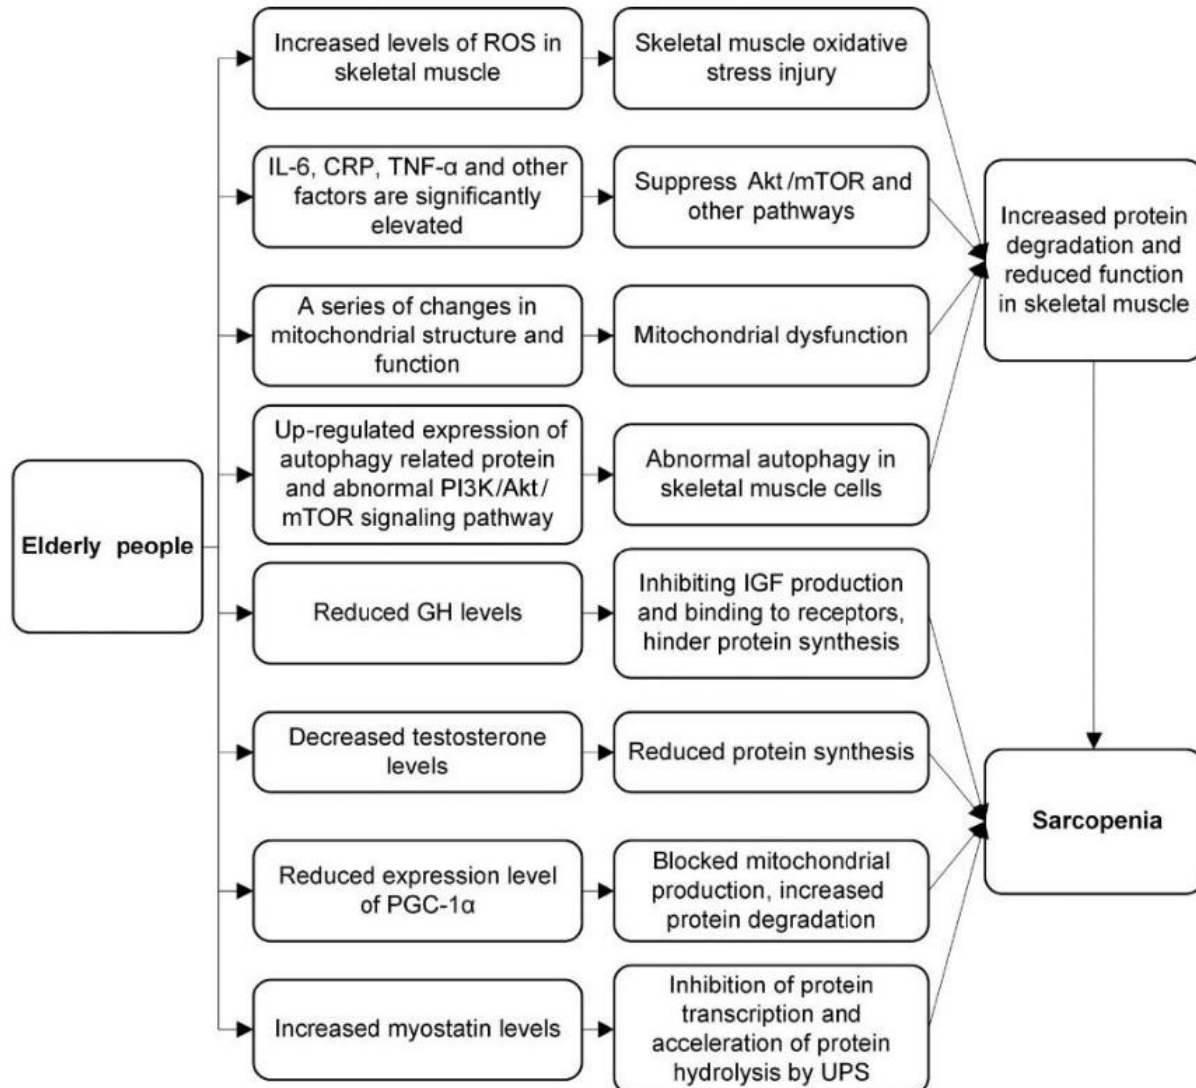 Increased levels of ROS in
skeletal muscle
Skeletal muscle oxidative
stress injury
IL-6, CRP, TNF-α and other
factors are significantly
elevated
Suppress Akt/mTOR and
other pathways
Increased protein
degradation and
reduced function
in skeletal muscle
A series of changes in
mitochondrial structure and
function
Mitochondrial dysfunction
Up-regulated expression of
autophagy related protein
and abnormal PI3K/Akt/
mTOR signaling pathway
Abnormal autophagy in
skeletal muscle cells
Elderly people
Reduced GH levels
Inhibiting IGF production
and binding to receptors,
hinder protein synthesis
Decreased testosterone
levels
Reduced protein synthesis
Sarcopenia
Reduced expression level
of PGC-1α
Blocked mitochondrial
production, increased
protein degradation
Increased myostatin levels
Inhibition of protein
transcription and
acceleration of protein
hydrolysis by UPS